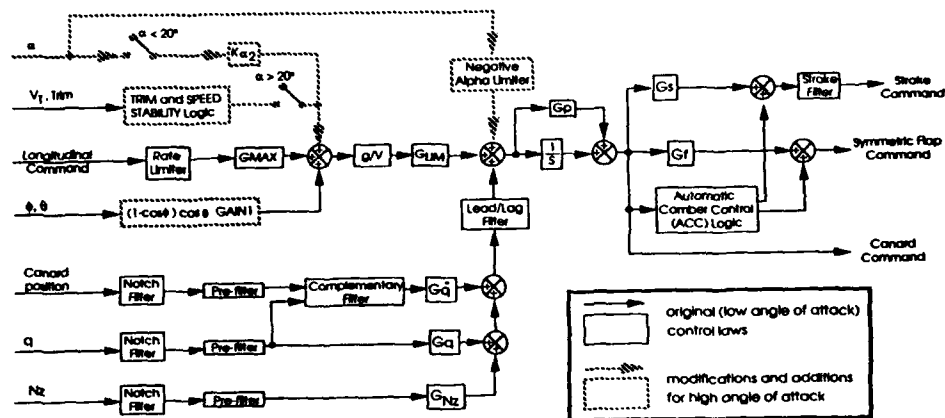 α
α < 20°
Kα2
Negative
Alpha Limiter
VT, Trim
TRIM and SPEED
STABILITY Logic
α > 20°
Longitudinal
Command
Rate
Limiter
GMAX
g/V
GLIM
ϕ, θ
(1-cosϕ) cos θ GAIN1
Lead/Lag
Filter
Gp
1
S
Gs
Stroke
Filter
Stroke
Command
Gf
Symmetric Flap
Command
Automatic
Camber Control
(ACC) Logic
Canard
Command
Canard
position
Notch
Filter
Pre-filter
Complementary
Filter
Gq̇
q
Notch
Filter
Pre-filter
Gq
Nz
Notch
Filter
Pre-filter
GNz
original (low angle of attack)
control laws
modifications and additions
for high angle of attack